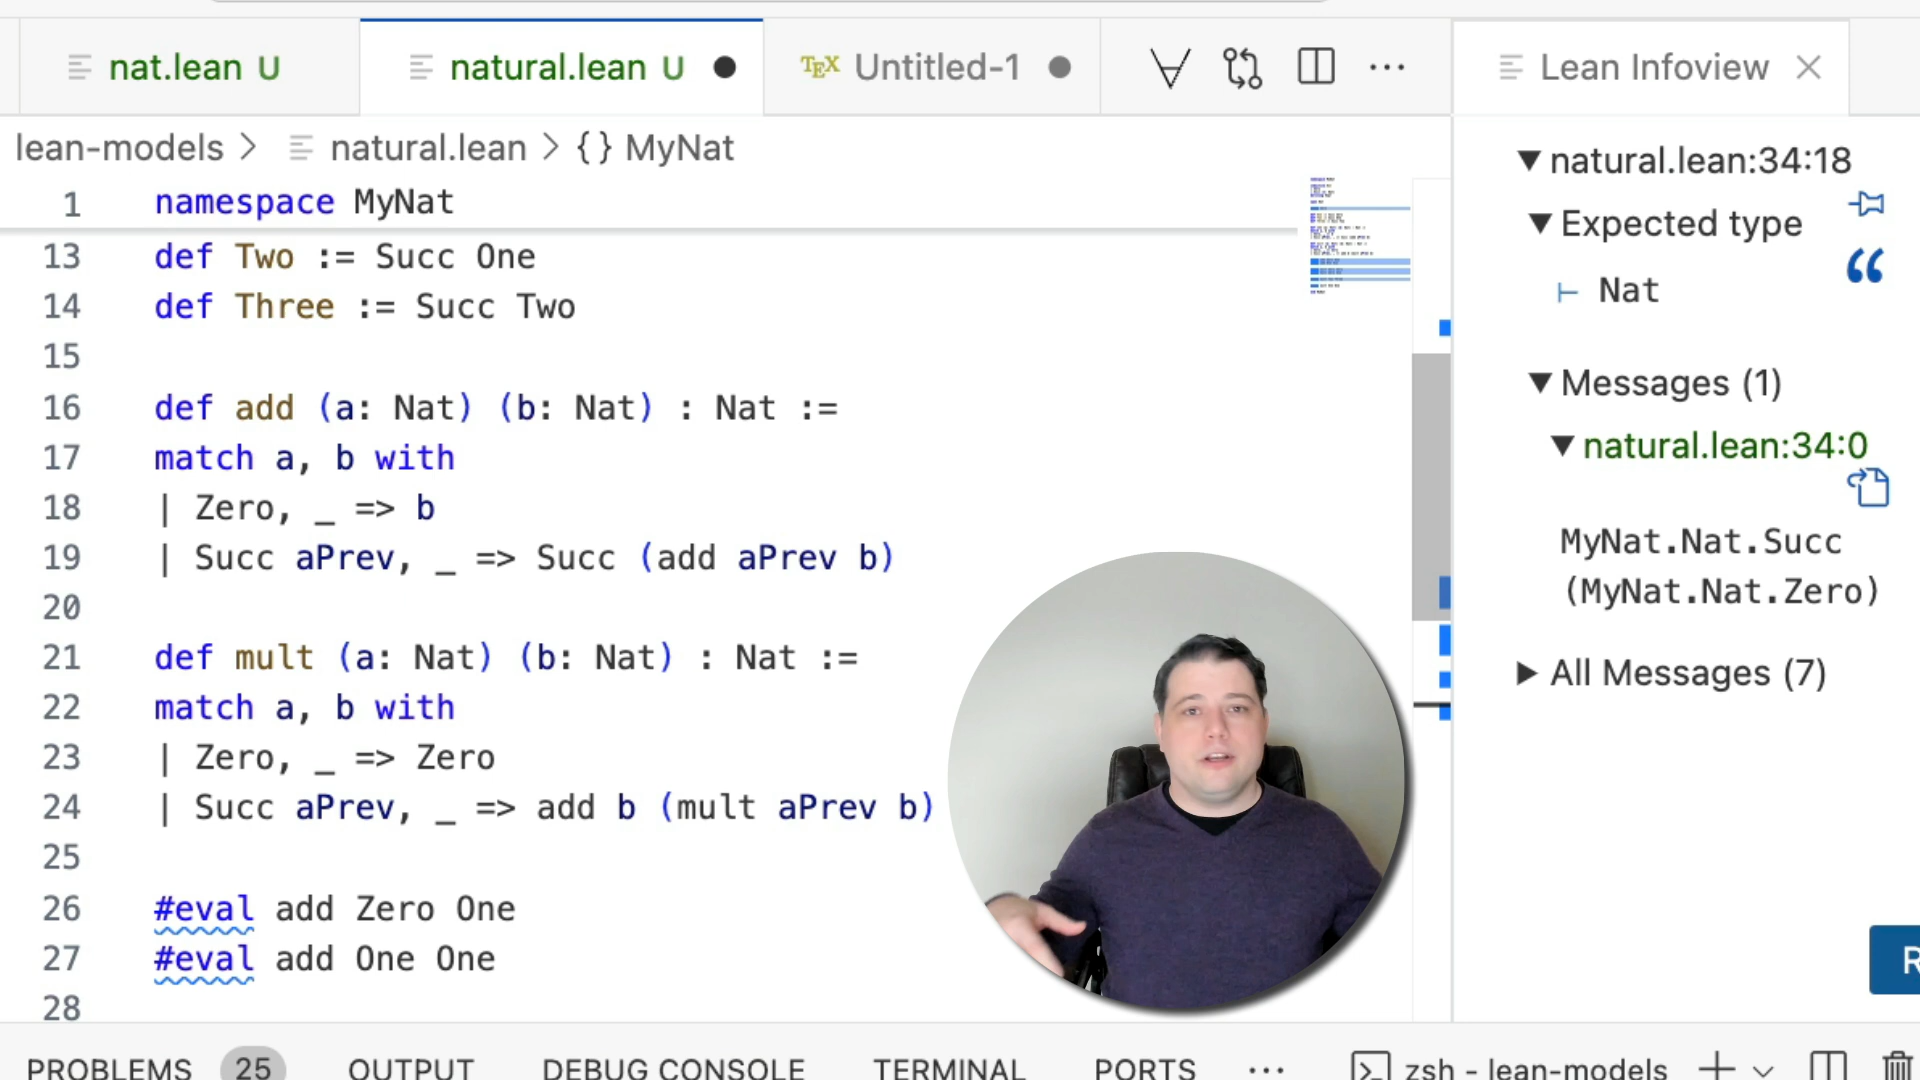 nat.lean U
natural.lean U
TEX Untitled-1
Lean Infoview
lean-models > natural.lean > {} MyNat
1 namespace MyNat
13 def Two := Succ One
14 def Three := Succ Two
15
16 def add (a: Nat) (b: Nat) : Nat :=
17 match a, b with
18 | Zero, _ => b
19 | Succ aPrev, _ => Succ (add aPrev b)
20
21 def mult (a: Nat) (b: Nat) : Nat :=
22 match a, b with
23 | Zero, _ => Zero
24 | Succ aPrev, _ => add b (mult aPrev b)
25
26 #eval add Zero One
27 #eval add One One
28
▼ natural.lean:34:18
▼ Expected type
⊢ Nat
▼ Messages (1)
▼ natural.lean:34:0
MyNat.Nat.Succ
(MyNat.Nat.Zero)
▶ All Messages (7)
R
PROBLEMS 25 OUTPUT DEBUG CONSOLE TERMINAL PORTS ··· zsh - lean-models